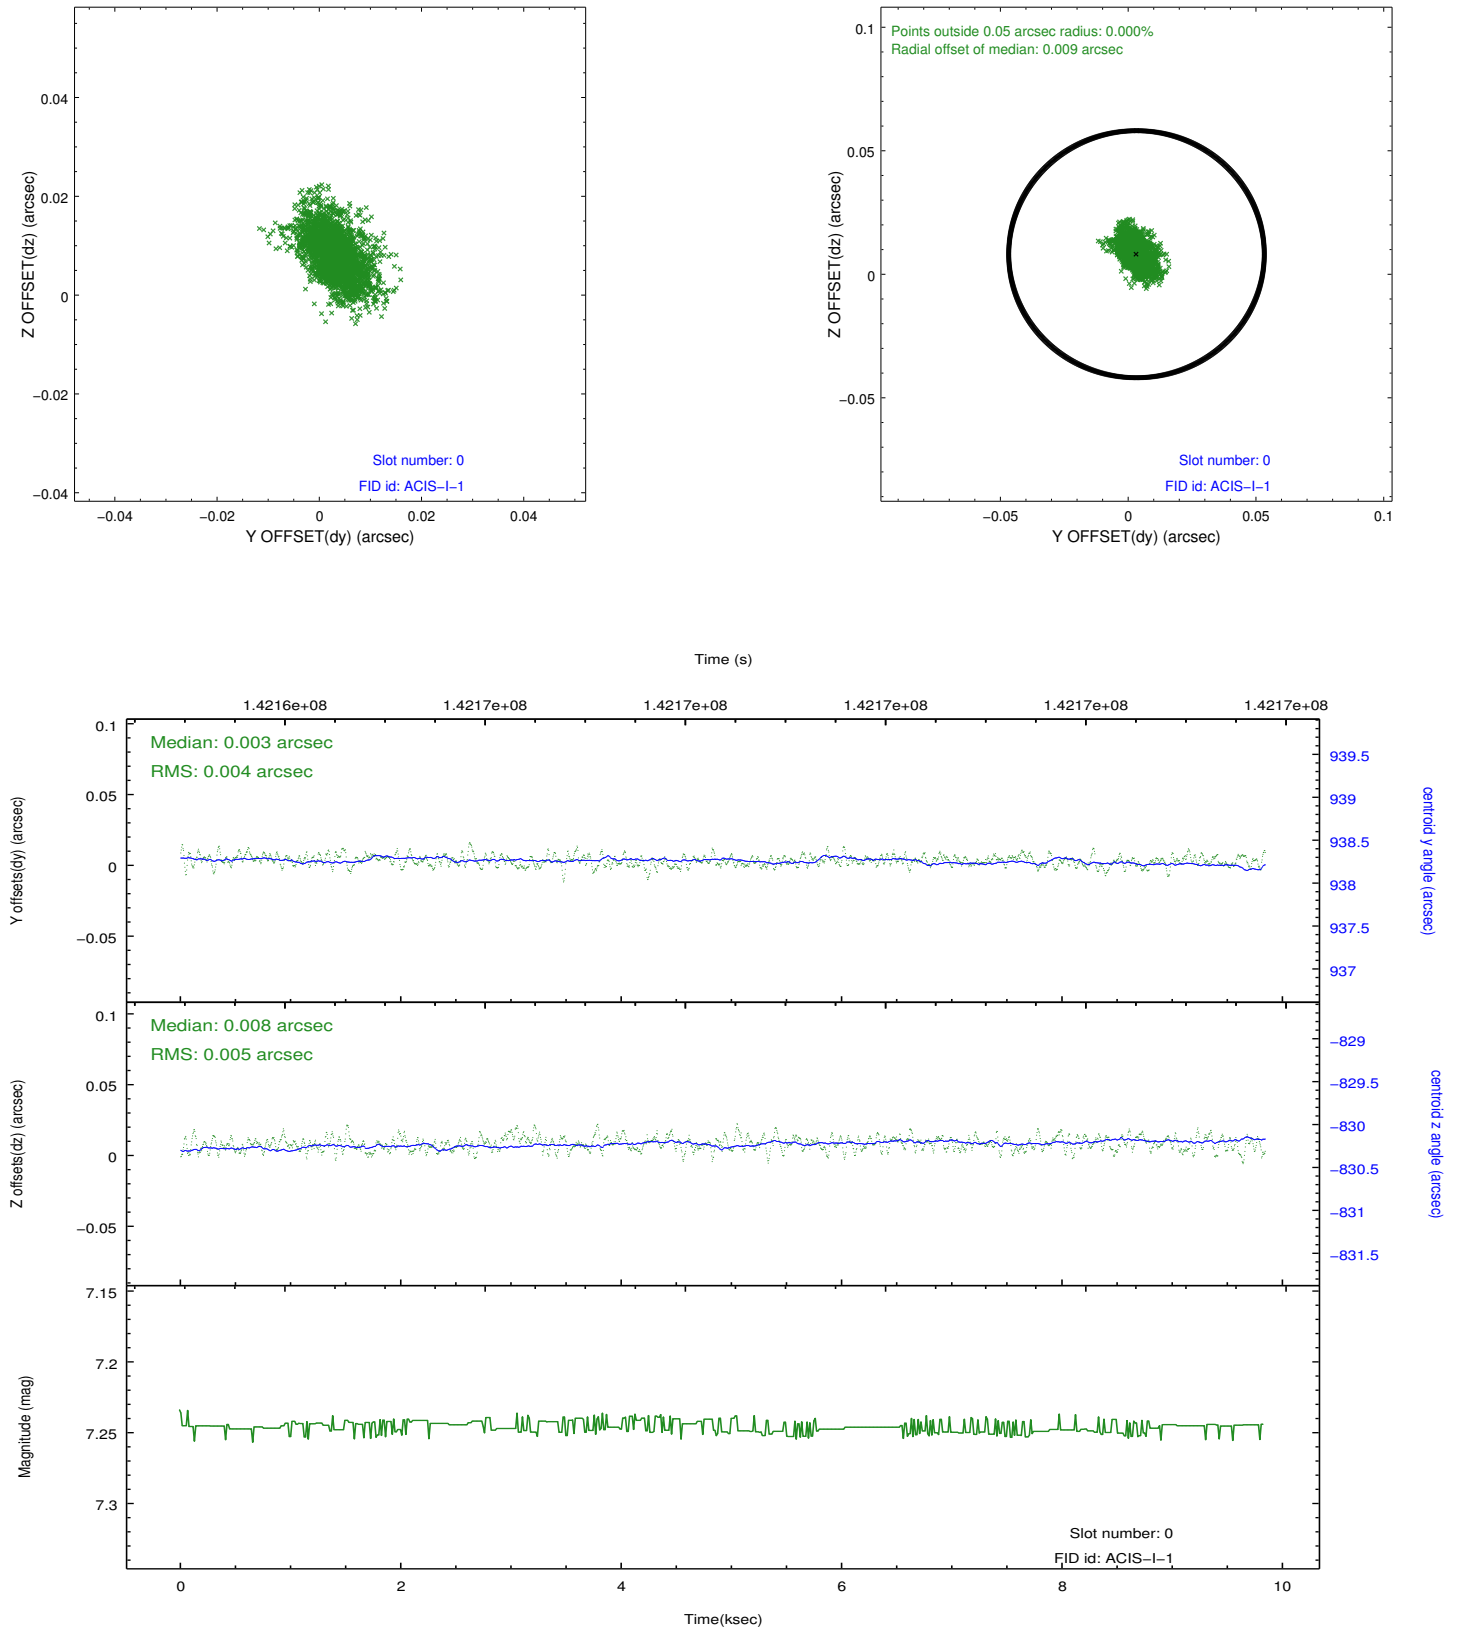 0.04
0.02
0
−0.02
−0.04
Z OFFSET(dz) (arcsec)
Slot number: 0
FID id: ACIS−I−1
−0.04 −0.02 0 0.02 0.04
Y OFFSET(dy) (arcsec)
Points outside 0.05 arcsec radius: 0.000%
Radial offset of median: 0.009 arcsec
0.1
0.05
0
−0.05
Z OFFSET(dz) (arcsec)
Slot number: 0
FID id: ACIS−I−1
−0.05 0 0.05 0.1
Y OFFSET(dy) (arcsec)
Time (s)
1.4216e+08 1.4217e+08 1.4217e+08 1.4217e+08 1.4217e+08 1.4217e+08
Median: 0.003 arcsec
RMS: 0.004 arcsec
0.1
0.05
0
−0.05
Y offsets(dy) (arcsec)
939.5
939
938.5
938
937.5
937
centroid y angle (arcsec)
Median: 0.008 arcsec
RMS: 0.005 arcsec
0.1
0.05
0
−0.05
Z offsets(dz) (arcsec)
−829
−829.5
−830
−830.5
−831
−831.5
centroid z angle (arcsec)
7.15
7.2
7.25
7.3
Magnitude (mag)
Slot number: 0
FID id: ACIS−I−1
0 2 4 6 8 10
Time(ksec)